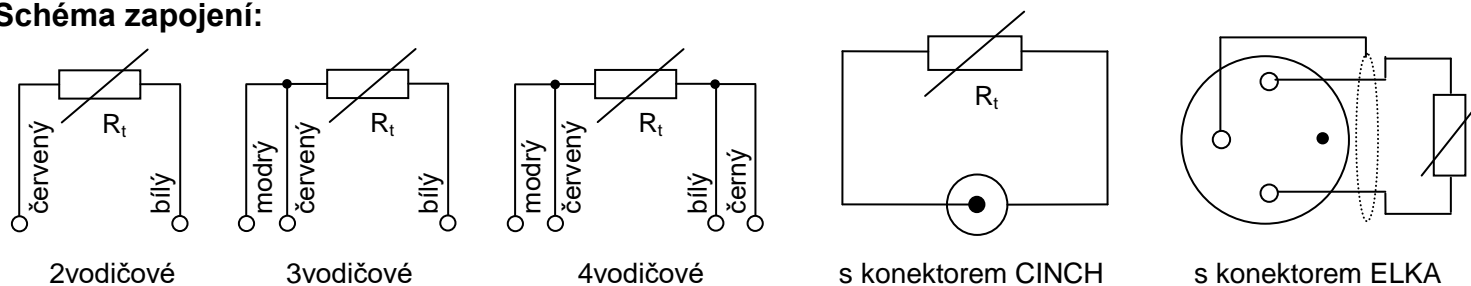 Schéma zapojení:
Rt
červený
bílý
2vodičové
Rt
modrý
červený
bílý
3vodičové
Rt
modrý
červený
bílý
černý
4vodičové
Rt
s konektorem CINCH
s konektorem ELKA